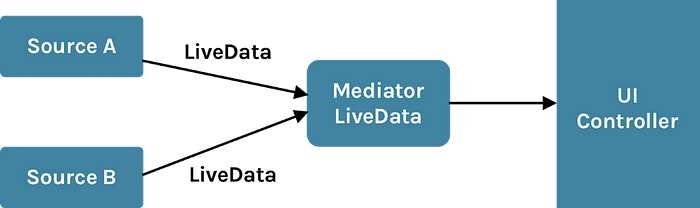 Source A
LiveData
Mediator
LiveData
UI
Controller
Source B
LiveData